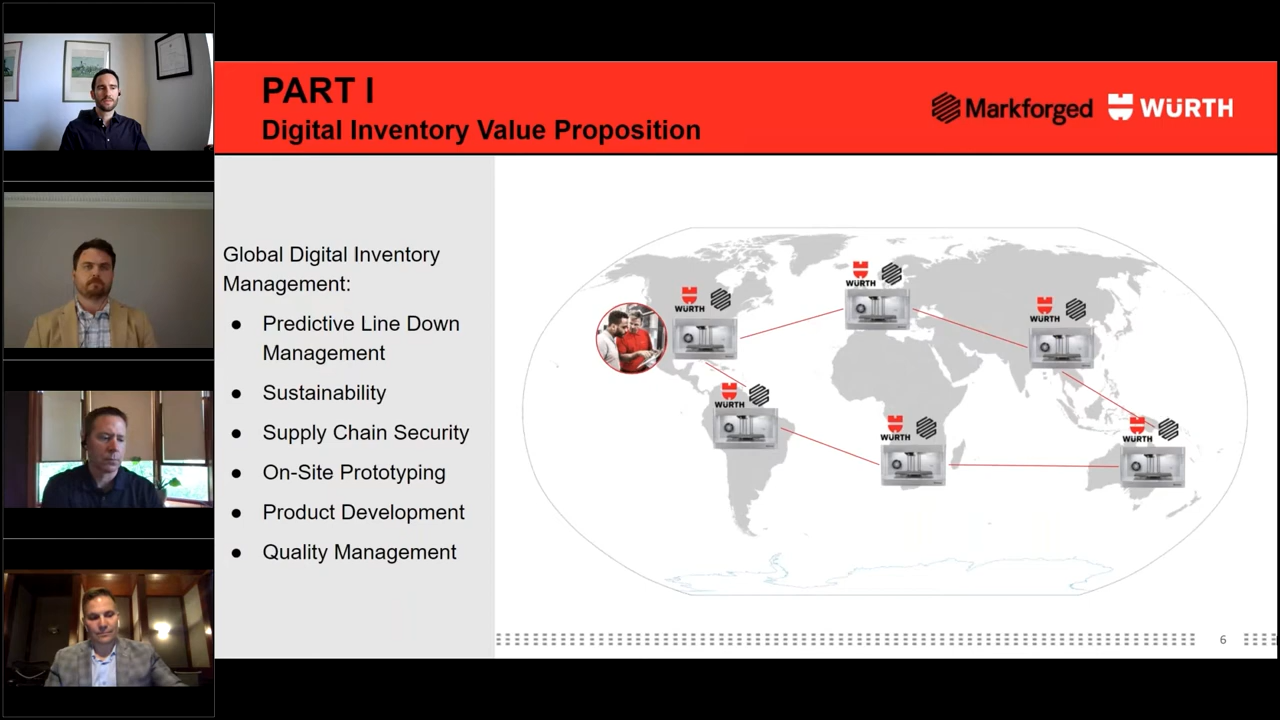 PART I
Digital Inventory Value Proposition
Markforged WÜRTH
Global Digital Inventory
Management:
● Predictive Line Down
Management
● Sustainability
● Supply Chain Security
● On-Site Prototyping
● Product Development
● Quality Management
WÜRTH
WÜRTH
WÜRTH
WÜRTH
WÜRTH
WÜRTH
6